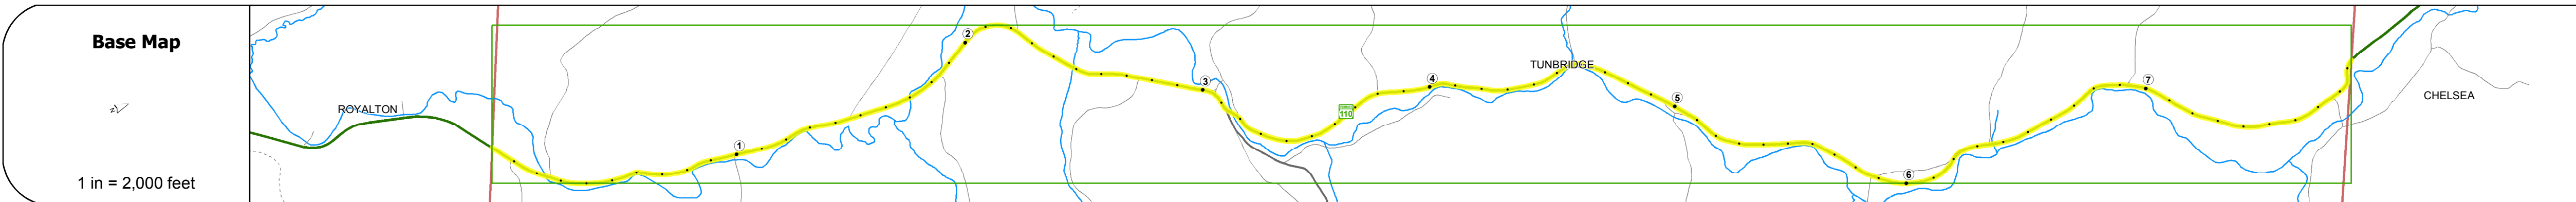 Base Map
1 in = 2,000 feet
N
ROYALTON
1
2
3
110
4
TUNBRIDGE
5
6
7
CHELSEA